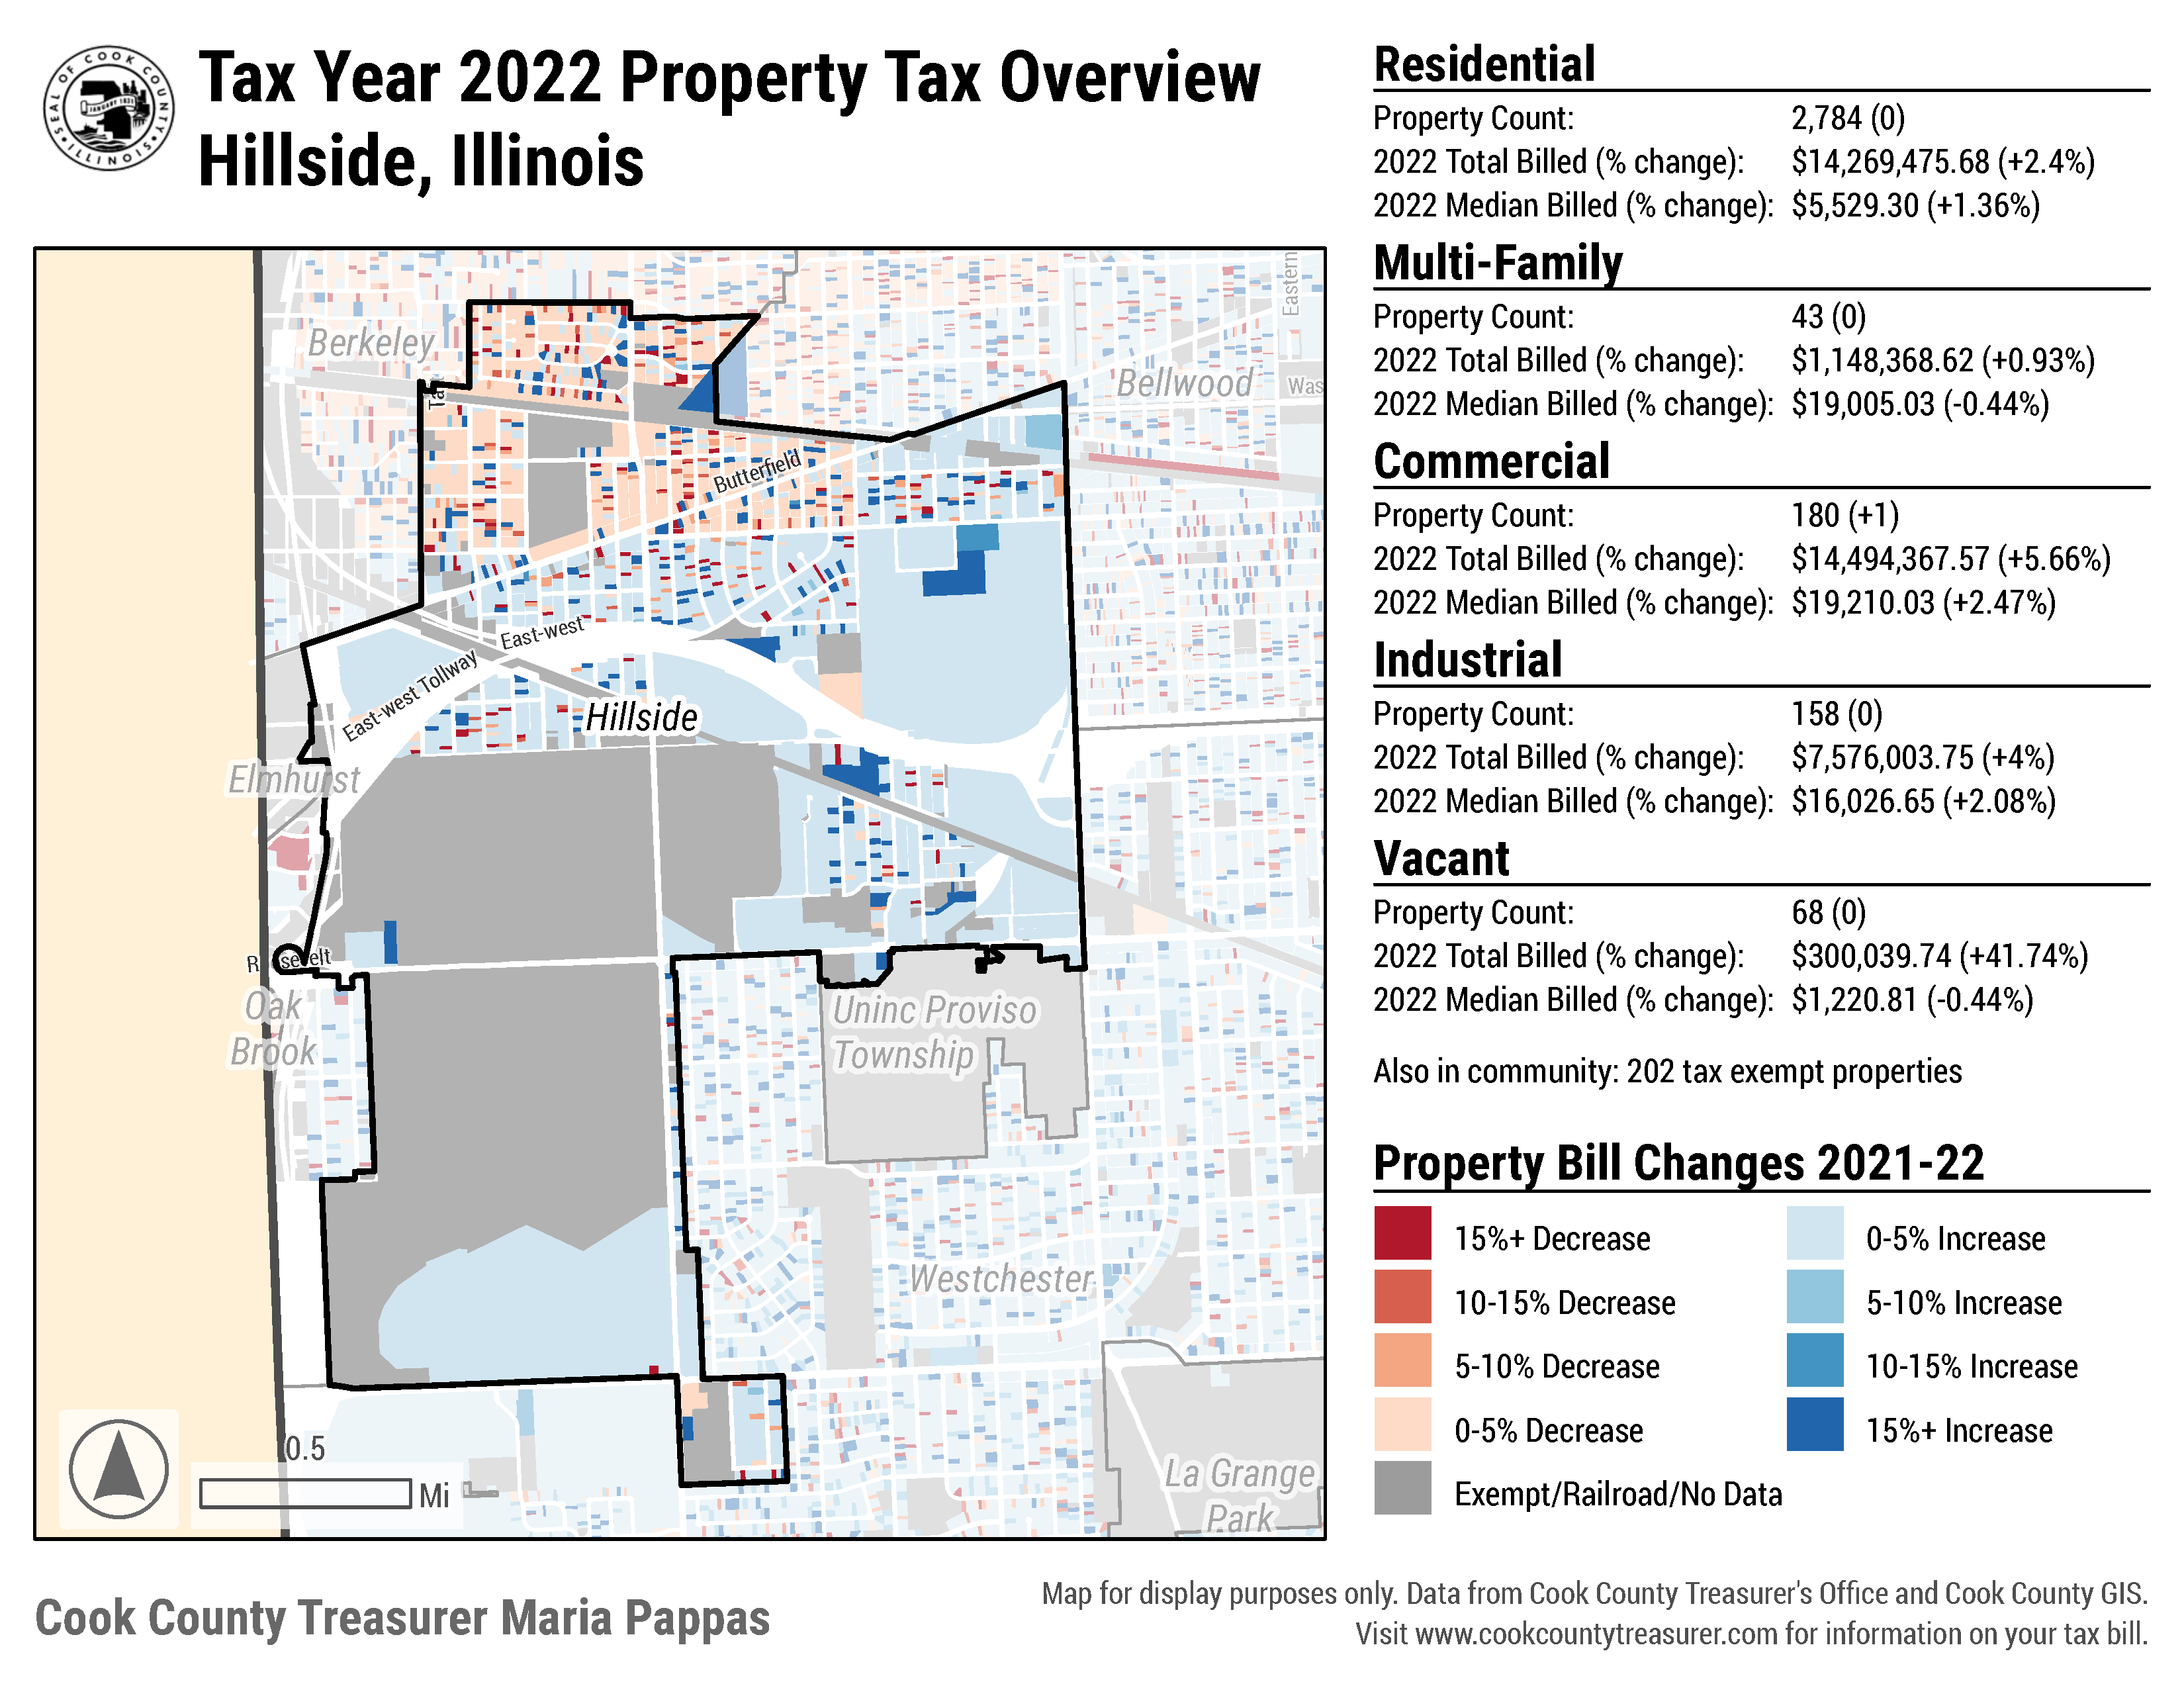 SEAL OF COOK COUNTY
JANUARY 1831
ILLINOIS
Tax Year 2022 Property Tax Overview
Hillside, Illinois
Residential
Property Count: 2,784 (0)
2022 Total Billed (% change): $14,269,475.68 (+2.4%)
2022 Median Billed (% change): $5,529.30 (+1.36%)
Multi-Family
Property Count: 43 (0)
2022 Total Billed (% change): $1,148,368.62 (+0.93%)
2022 Median Billed (% change): $19,005.03 (-0.44%)
Commercial
Property Count: 180 (+1)
2022 Total Billed (% change): $14,494,367.57 (+5.66%)
2022 Median Billed (% change): $19,210.03 (+2.47%)
Industrial
Property Count: 158 (0)
2022 Total Billed (% change): $7,576,003.75 (+4%)
2022 Median Billed (% change): $16,026.65 (+2.08%)
Vacant
Property Count: 68 (0)
2022 Total Billed (% change): $300,039.74 (+41.74%)
2022 Median Billed (% change): $1,220.81 (-0.44%)
Also in community: 202 tax exempt properties
Property Bill Changes 2021-22
15%+ Decrease
0-5% Increase
10-15% Decrease
5-10% Increase
5-10% Decrease
10-15% Increase
0-5% Decrease
15%+ Increase
Exempt/Railroad/No Data
Eastern
Berkeley
Bellwood
Was
Butterfield
East-west
East-west Tollway
Hillside
Elmhurst
Oak
Brook
Uninc Proviso
Township
Westchester
La Grange
Park
0.5
Mi
Cook County Treasurer Maria Pappas
Map for display purposes only. Data from Cook County Treasurer's Office and Cook County GIS.
Visit www.cookcountytreasurer.com for information on your tax bill.